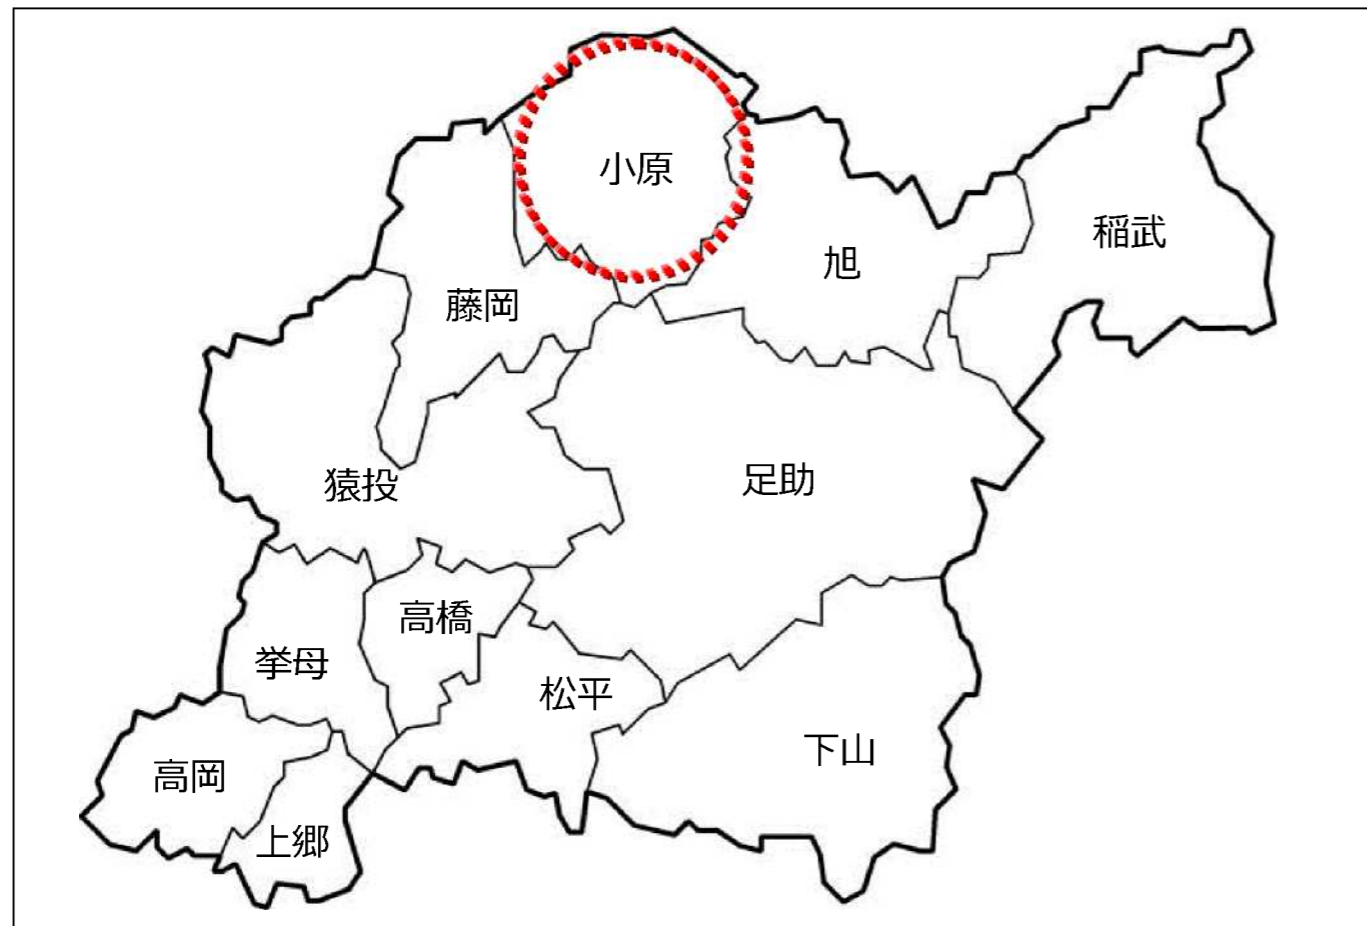 小原
稲武
旭
藤岡
足助
猿投
高橋
挙母
松平
下山
高岡
上郷